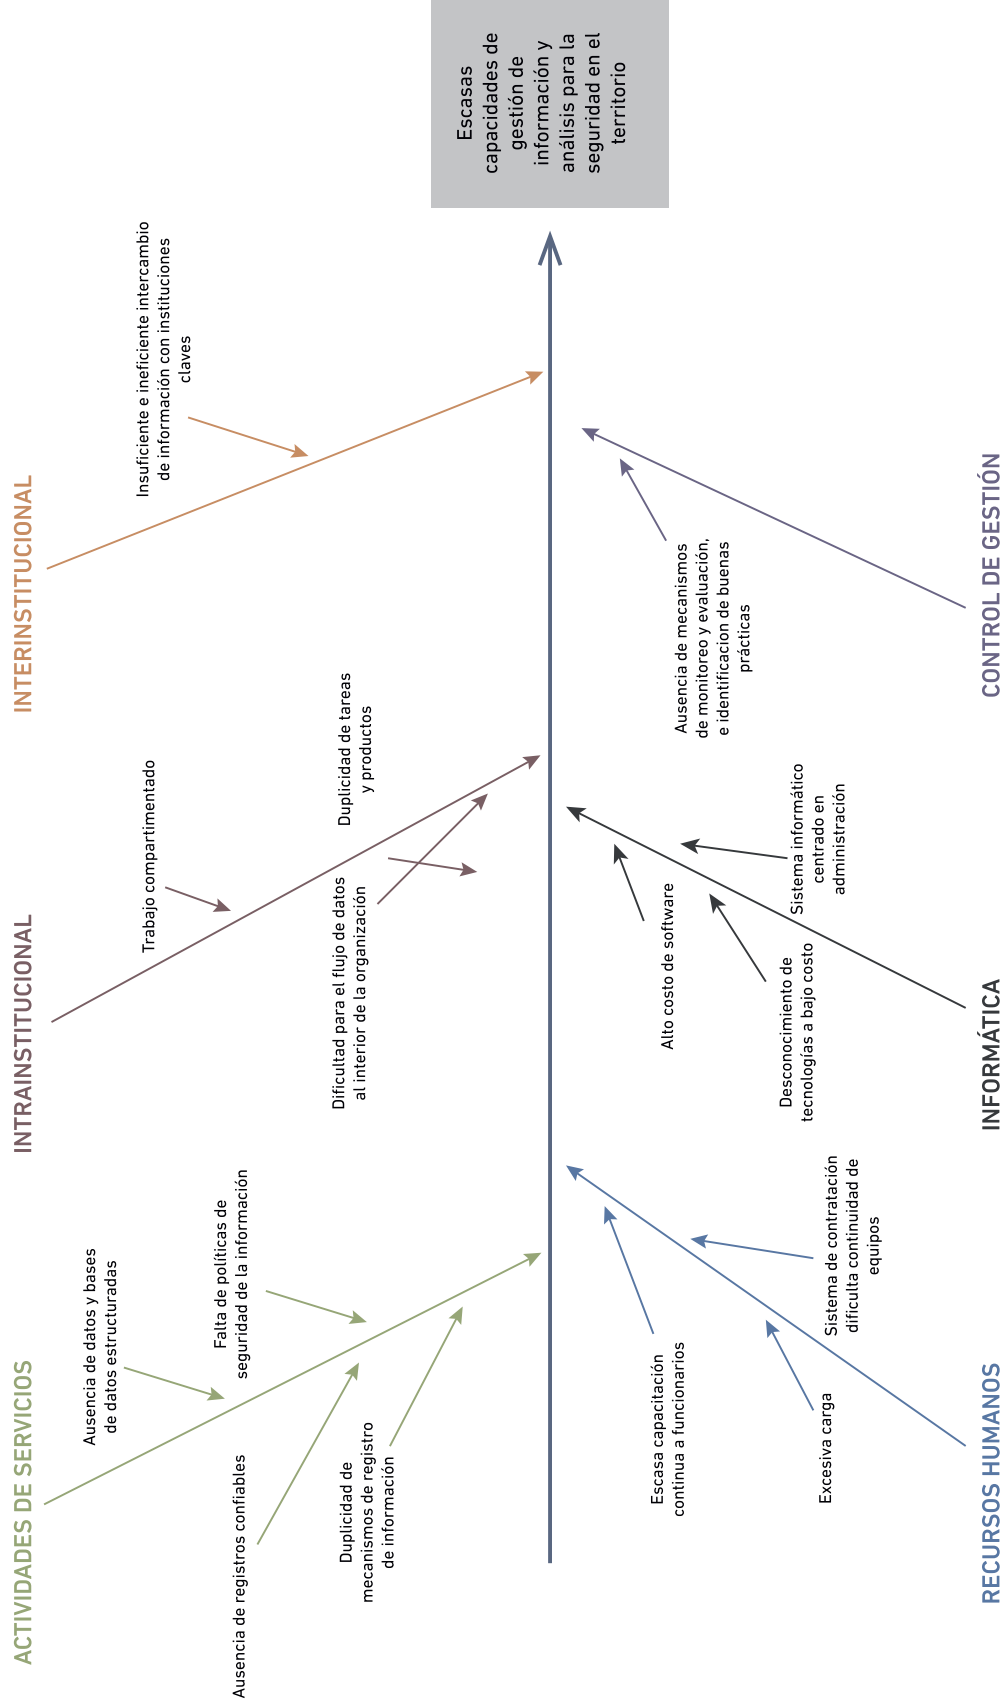 ACTIVIDADES DE SERVICIOS
Ausencia de datos y bases
de datos estructuradas
Falta de políticas de
seguridad de la información
Ausencia de registros confiables
Duplicidad de
mecanismos de registro
de información
INTRAINSTITUCIONAL
Trabajo compartimentado
Duplicidad de tareas
y productos
Dificultad para el flujo de datos
al interior de la organización
INTERINSTITUCIONAL
Insuficiente e ineficiente intercambio
de información con instituciones
claves
Escasas
capacidades de
gestión de
información y
análisis para la
seguridad en el
territorio
Escasa capacitación
continua a funcionarios
Excesiva carga
Sistema de contratación
dificulta continuidad de
equipos
RECURSOS HUMANOS
Alto costo de software
Desconocimiento de
tecnologías a bajo costo
Sistema informático
centrado en
administración
INFORMÁTICA
Ausencia de mecanismos
de monitoreo y evaluación,
e identificacion de buenas
prácticas
CONTROL DE GESTIÓN